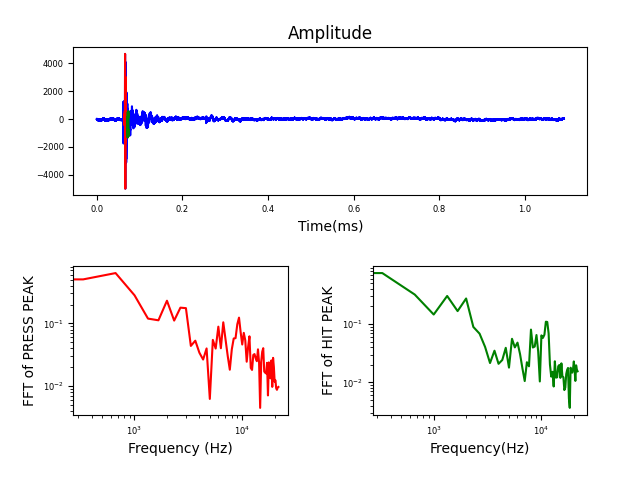 Amplitude
4000
2000
0
−2000
−4000
0.0 0.2 0.4 0.6 0.8 1.0
Time(ms)
FFT of PRESS PEAK
10⁻¹
10⁻²
10³ 10⁴
Frequency (Hz)
FFT of HIT PEAK
10⁻¹
10⁻²
10³ 10⁴
Frequency(Hz)